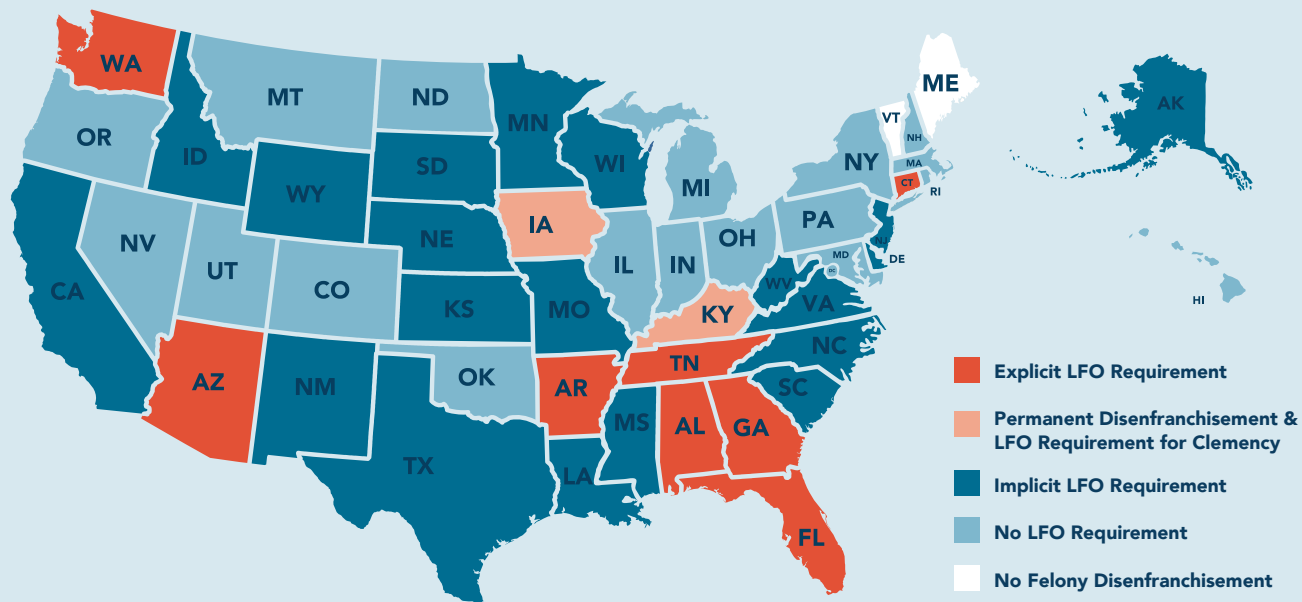 WA
ME
MT
ND
AK
VT
MN
OR
NH
ID
SD
WI
NY
MA
WY
MI
CT
RI
IA
PA
NE
NV
OH
NJ
UT
IL
IN
MD
DE
DC
CO
WV
CA
HI
VA
KS
MO
KY
NC
TN
Explicit LFO Requirement
OK
AZ
NM
AR
SC
Permanent Disenfranchisement &
LFO Requirement for Clemency
MS
AL
GA
TX
LA
Implicit LFO Requirement
No LFO Requirement
FL
No Felony Disenfranchisement